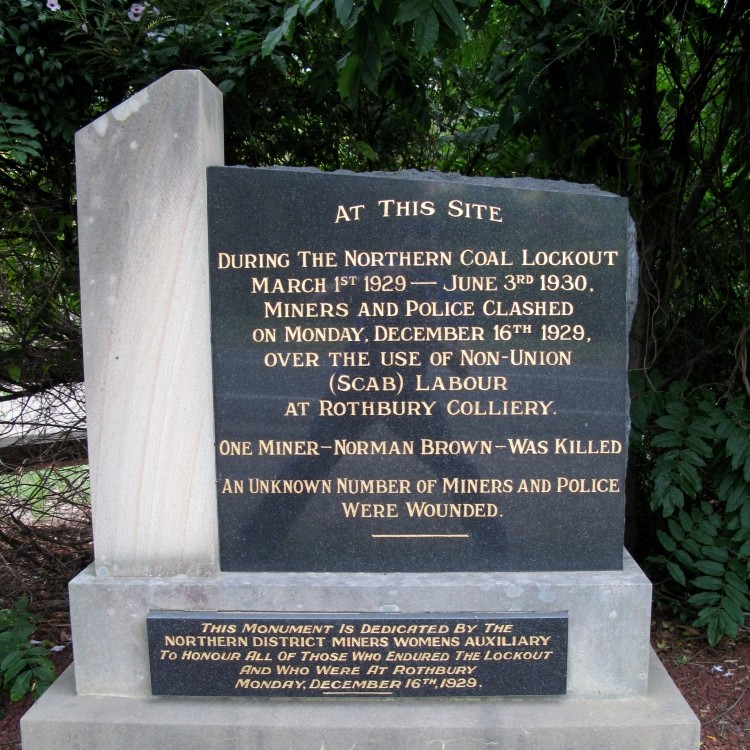 At This Site
During The Northern Coal Lockout
March 1st 1929 — June 3rd 1930,
Miners and Police Clashed
on Monday, December 16th 1929,
over the use of Non-Union
(Scab) Labour
at Rothbury Colliery.
One Miner – Norman Brown – Was Killed
An Unknown Number of Miners and Police
Were Wounded.
This Monument Is Dedicated By The
Northern District Miners Womens Auxiliary
To Honour All Of Those Who Endured The Lockout
And Who Were At Rothbury
Monday, December 16th, 1929.